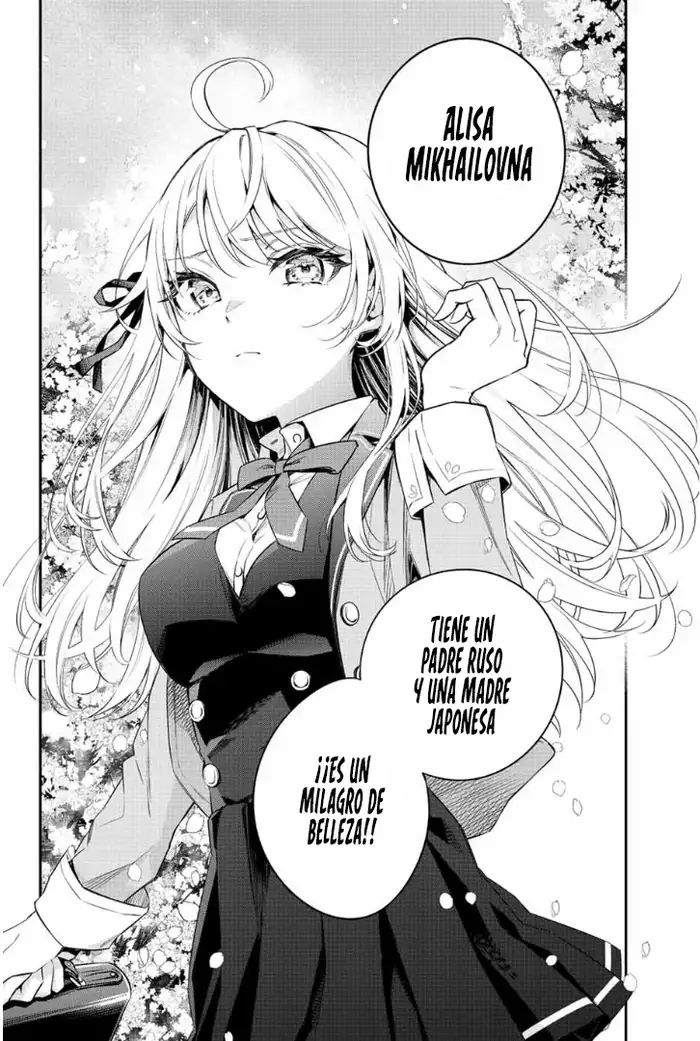 ALISA
MIKHAILOVNA
TIENE UN
PADRE RUSO
Y UNA MADRE
JAPONESA
¡¡ES UN
MILAGRO DE
BELLEZA!!